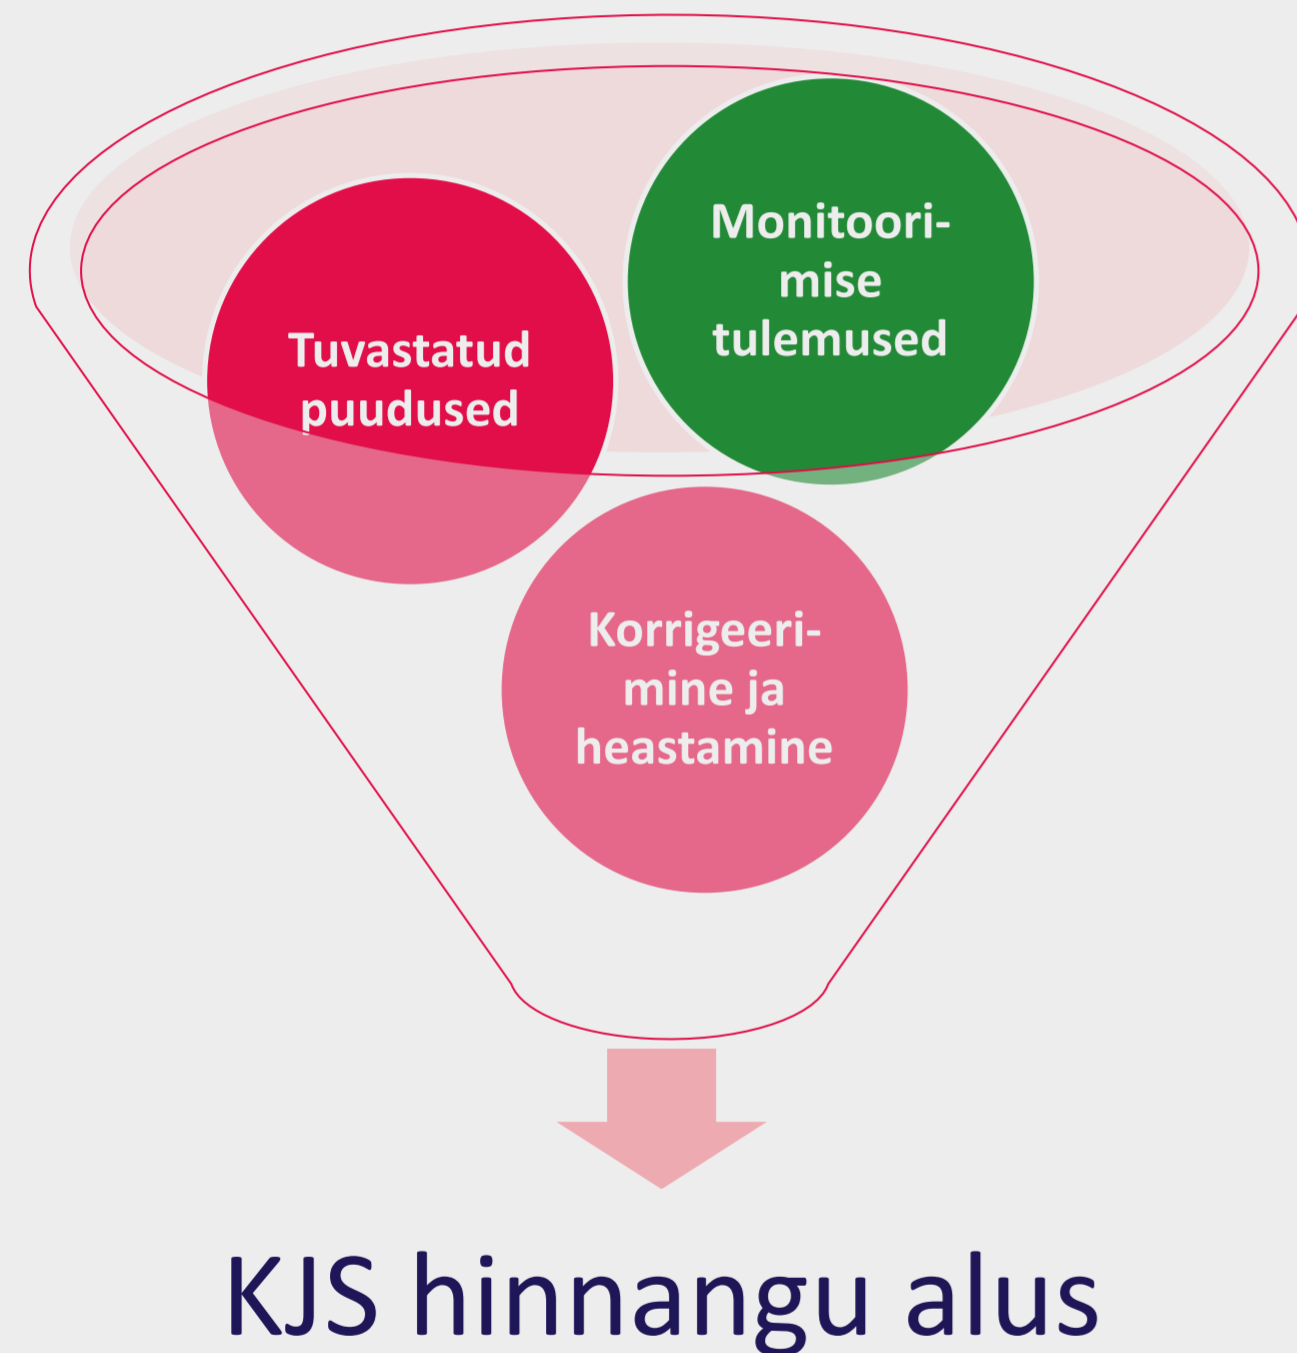 Monitoori-
mise
tulemused
Tuvastatud
puudused
Korrigeeri-
mine ja
heastamine
KJS hinnangu alus